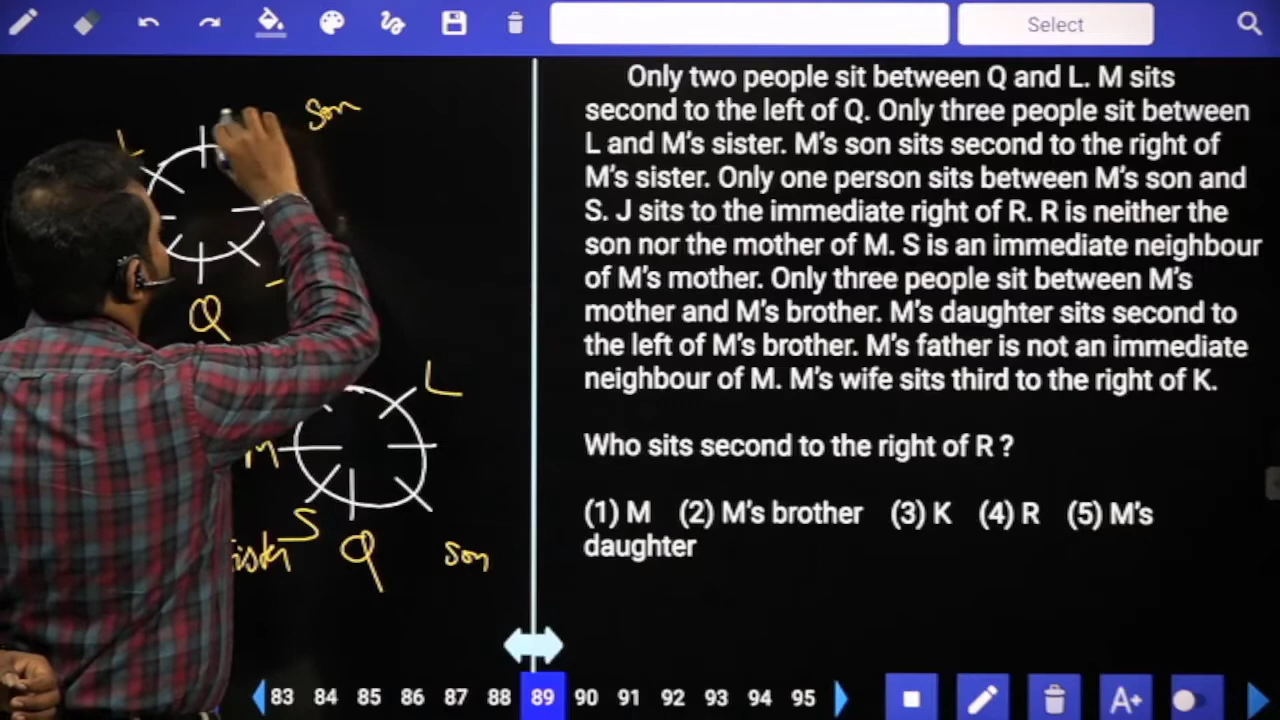 Select
Son
L
Q
L
M
S
ister
Q
son
Only two people sit between Q and L. M sits
second to the left of Q. Only three people sit between
L and M's sister. M's son sits second to the right of
M's sister. Only one person sits between M's son and
S. J sits to the immediate right of R. R is neither the
son nor the mother of M. S is an immediate neighbour
of M's mother. Only three people sit between M's
mother and M's brother. M's daughter sits second to
the left of M's brother. M's father is not an immediate
neighbour of M. M's wife sits third to the right of K.
Who sits second to the right of R ?
(1) M (2) M's brother (3) K (4) R (5) M's
daughter
83 84 85 86 87 88 89 90 91 92 93 94 95
A+